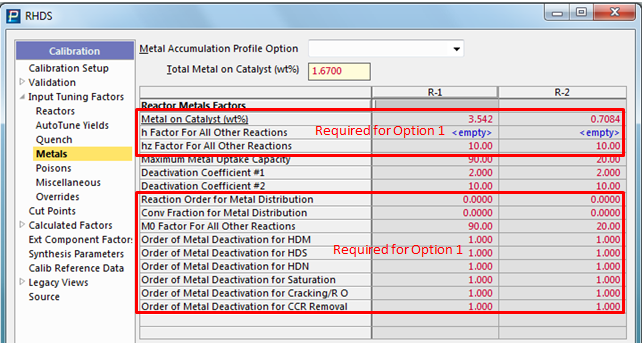 RHDS
Calibration
Calibration Setup
Validation
Input Tuning Factors
Reactors
AutoTune Yields
Quench
Metals
Poisons
Miscellaneous
Overrides
Cut Points
Calculated Factors
Ext Component Factors
Synthesis Parameters
Calib Reference Data
Legacy Views
Source
Metal Accumulation Profile Option
Total Metal on Catalyst (wt%) 1.6700
R-1 R-2
Reactor Metals Factors
Metal on Catalyst (wt%) 3.542 0.7084
h Factor For All Other Reactions <empty> <empty>
Required for Option 1
hz Factor For All Other Reactions 10.00 10.00
Maximum Metal Uptake Capacity 90.00 20.00
Deactivation Coefficient #1 2.000 2.000
Deactivation Coefficient #2 10.00 10.00
Reaction Order for Metal Distribution 0.0000 0.0000
Conv Fraction for Metal Distribution 0.0000 0.0000
M0 Factor For All Other Reactions 90.00 20.00
Order of Metal Deactivation for HDM 1.000 1.000
Order of Metal Deactivation for HDS 1.000 1.000
Required for Option 1
Order of Metal Deactivation for HDN 1.000 1.000
Order of Metal Deactivation for Saturation 1.000 1.000
Order of Metal Deactivation for Cracking/R O 1.000 1.000
Order of Metal Deactivation for CCR Removal 1.000 1.000